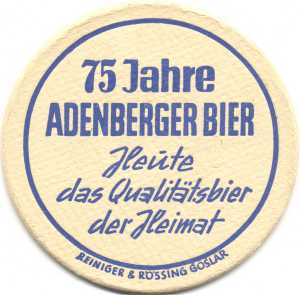 75 Jahre
ADENBERGER BIER
Heute
das Qualitätsbier
der Heimat
REINIGER & RÖSSING GOSLAR